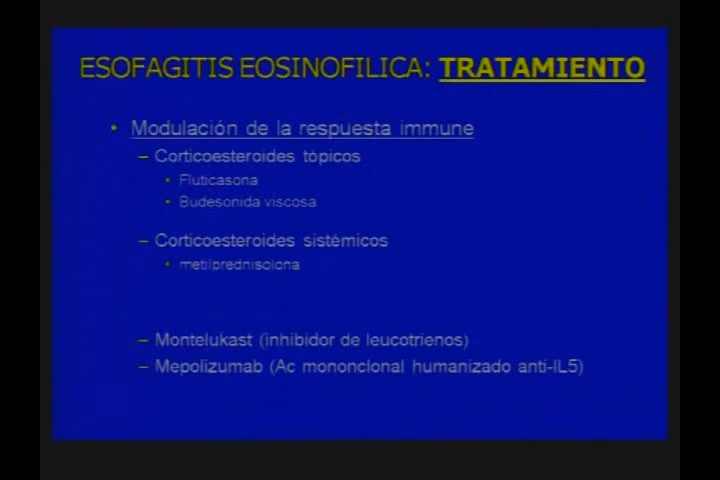 ESOFAGITIS EOSINOFILICA: TRATAMIENTO
• Modulación de la respuesta immune
– Corticoesteroides tópicos
• Fluticasona
• Budesonida viscosa
– Corticoesteroides sistémicos
• metilprednisolona
– Montelukast (inhibidor de leucotrienos)
– Mepolizumab (Ac mononclonal humanizado anti-IL5)